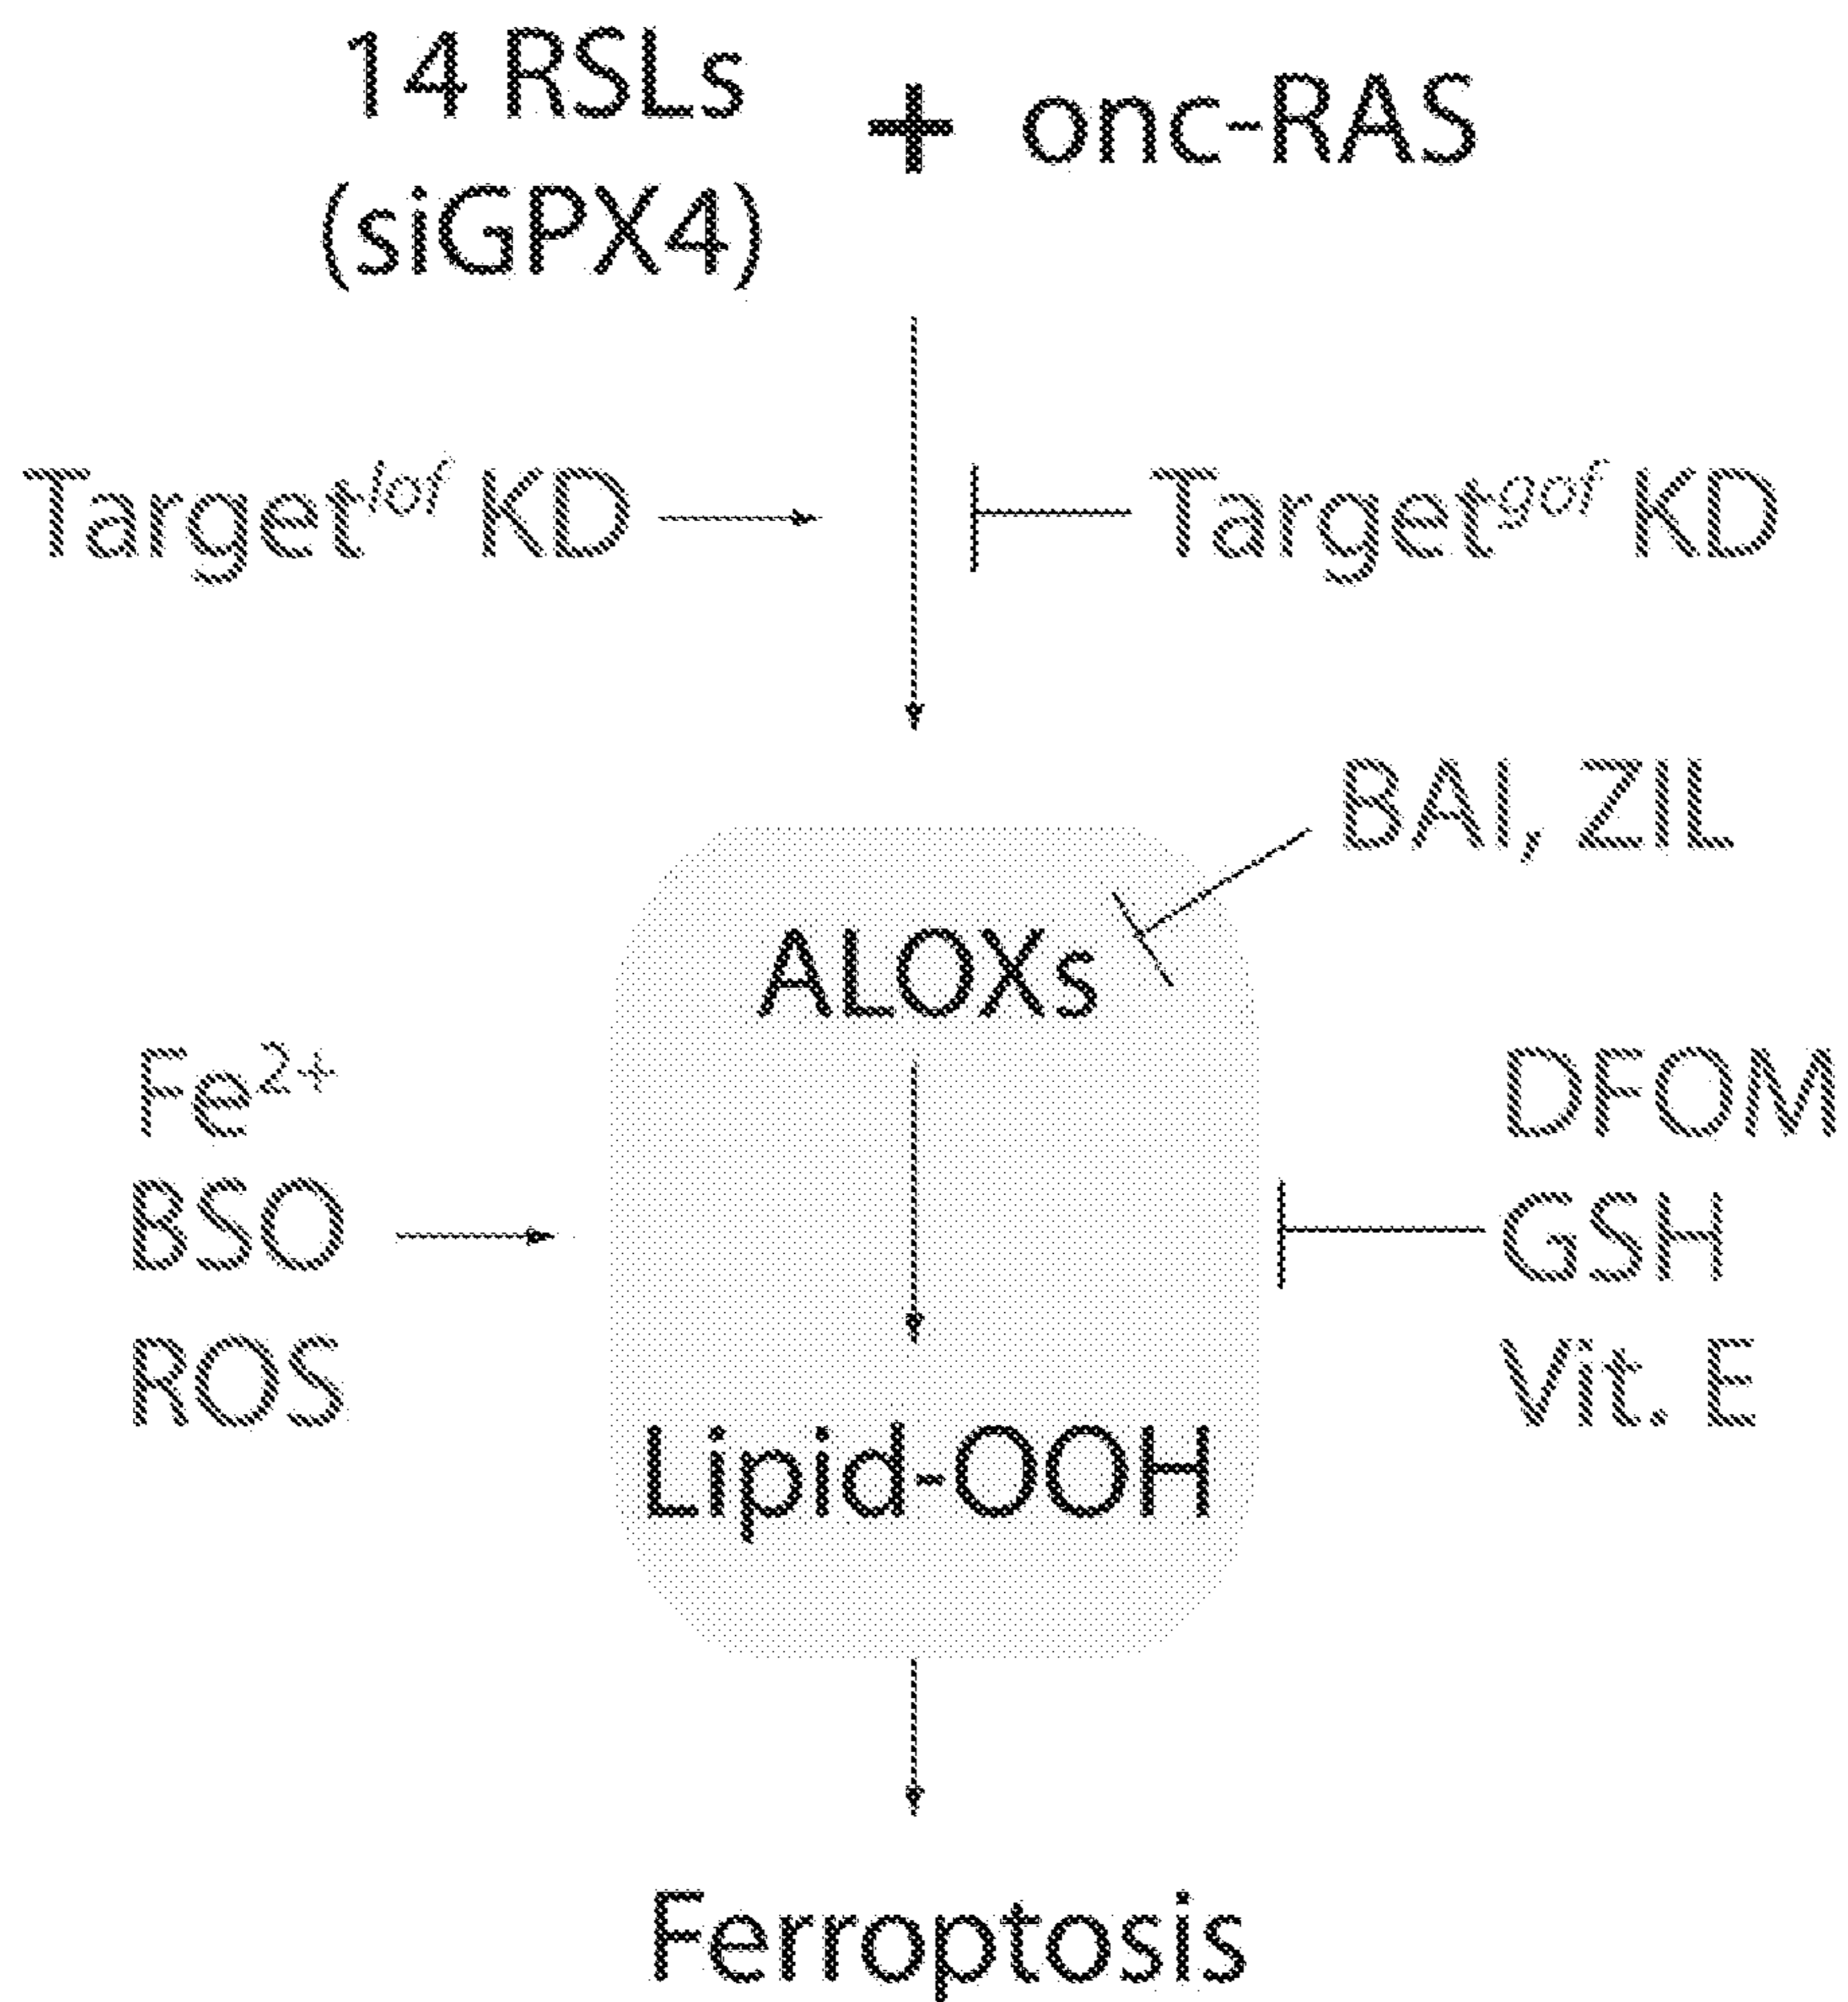 14 RSLs
(siGPX4)
+ onc-RAS
Target^lof KD
Target^gof KD
BAI, ZIL
ALOXs
Fe²⁺
BSO
ROS
DFOM
GSH
Vit. E
Lipid-OOH
Ferroptosis